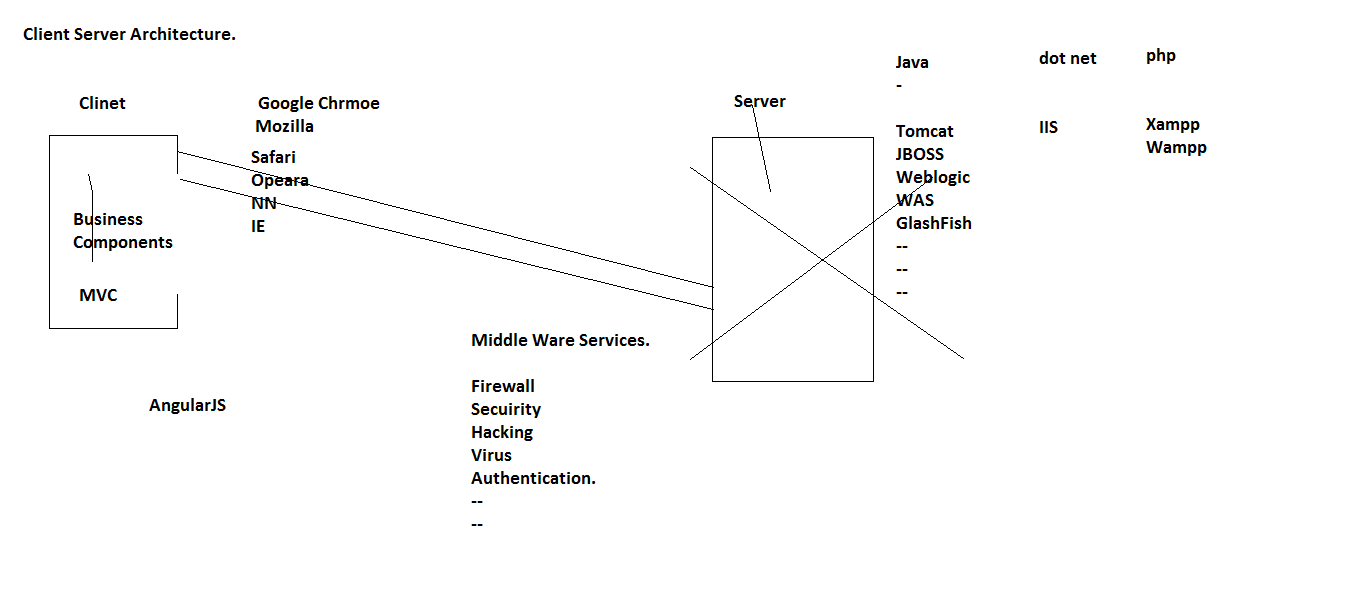 Client Server Architecture.
Clinet
Business
Components
MVC
AngularJS
Google Chrmoe
Mozilla
Safari
Opeara
NN
IE
Middle Ware Services.
Firewall
Secuirity
Hacking
Virus
Authentication.
--
--
Server
Java
-
Tomcat
JBOSS
Weblogic
WAS
GlashFish
--
--
--
dot net
IIS
php
Xampp
Wampp